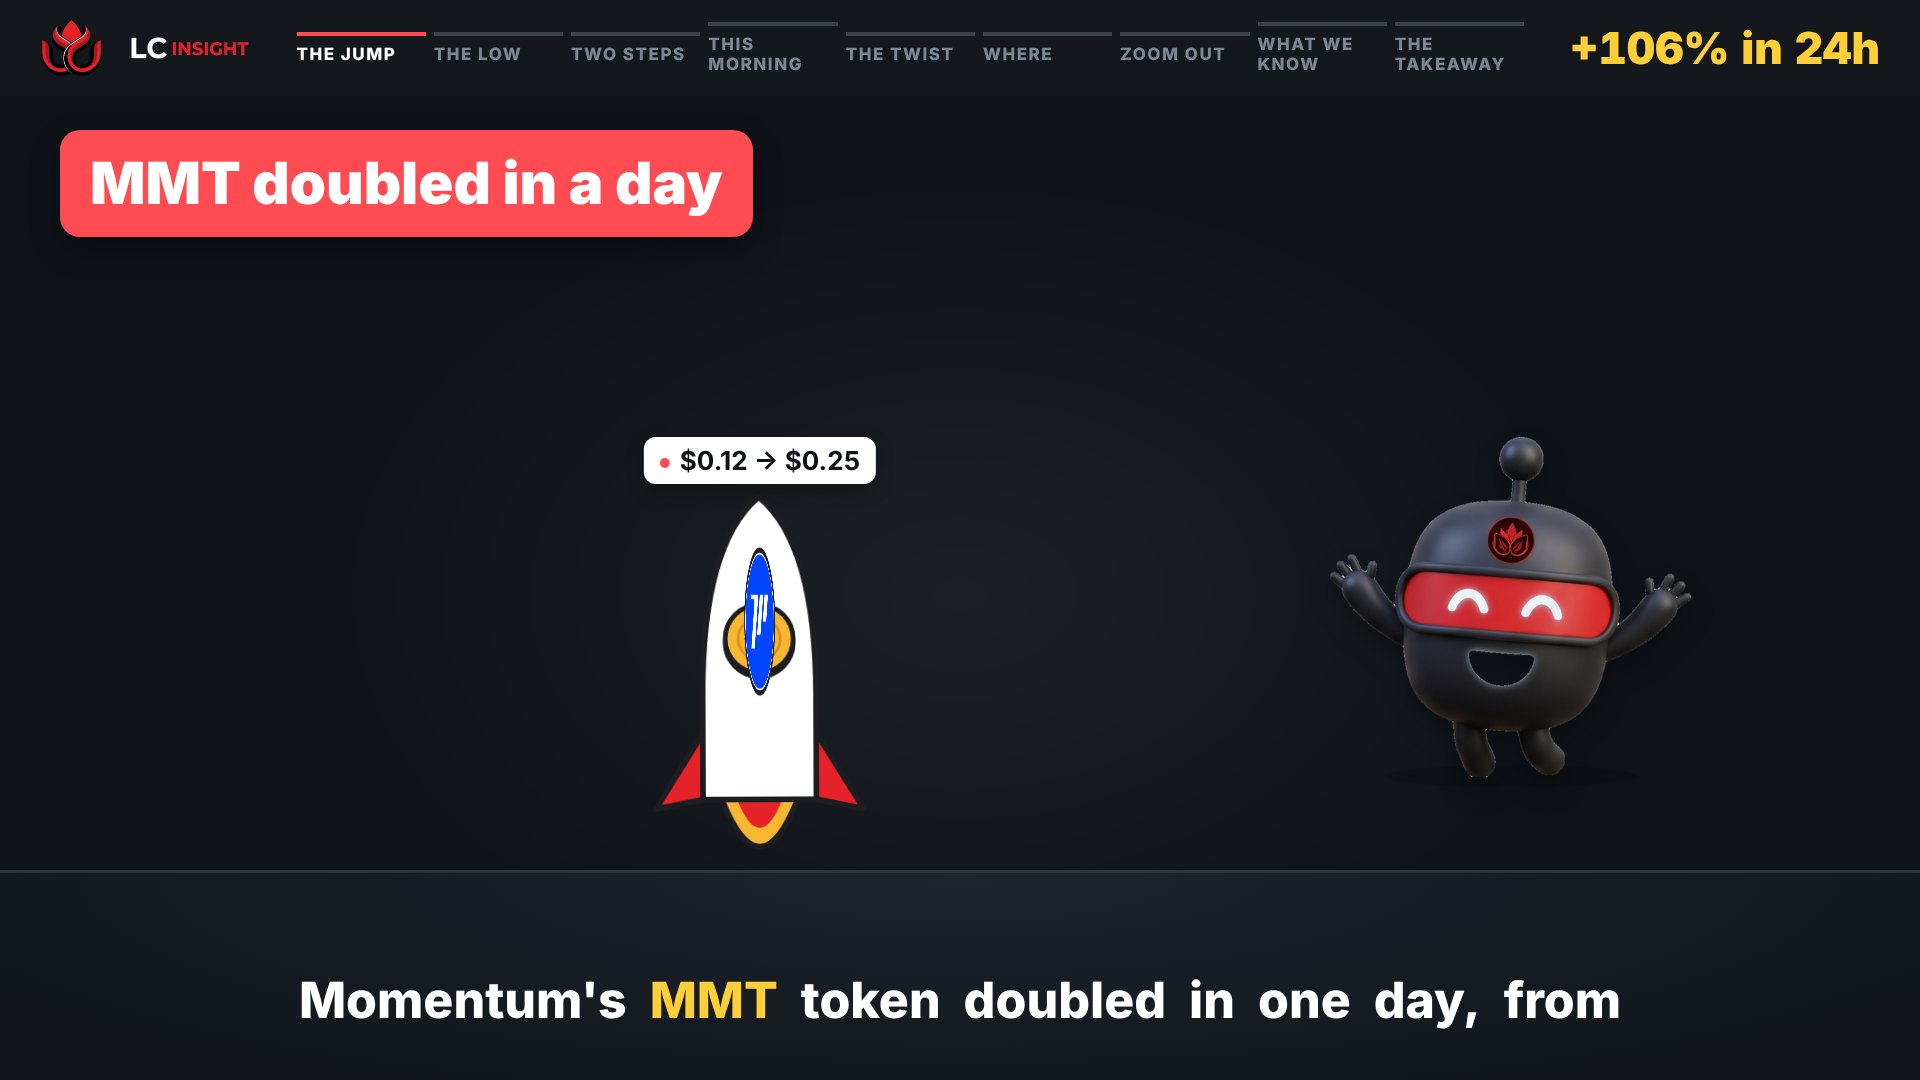 LC INSIGHT
THE JUMP
THE LOW
TWO STEPS
THIS
MORNING
THE TWIST
WHERE
ZOOM OUT
WHAT WE
KNOW
THE
TAKEAWAY
+106% in 24h
MMT doubled in a day
$0.12 → $0.25
Momentum's MMT token doubled in one day, from